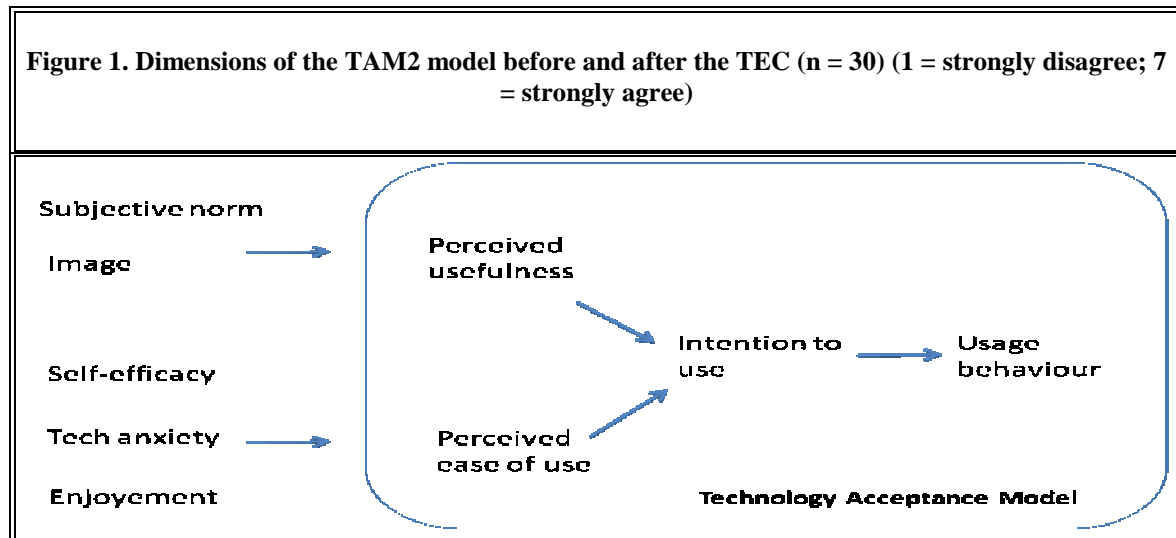 Figure 1. Dimensions of the TAM2 model before and after the TEC (n = 30) (1 = strongly disagree; 7
= strongly agree)
Subjective norm
Image
Perceived
usefulness
Intention to
use
Usage
behaviour
Self-efficacy
Tech anxiety
Enjoyement
Perceived
ease of use
Technology Acceptance Model